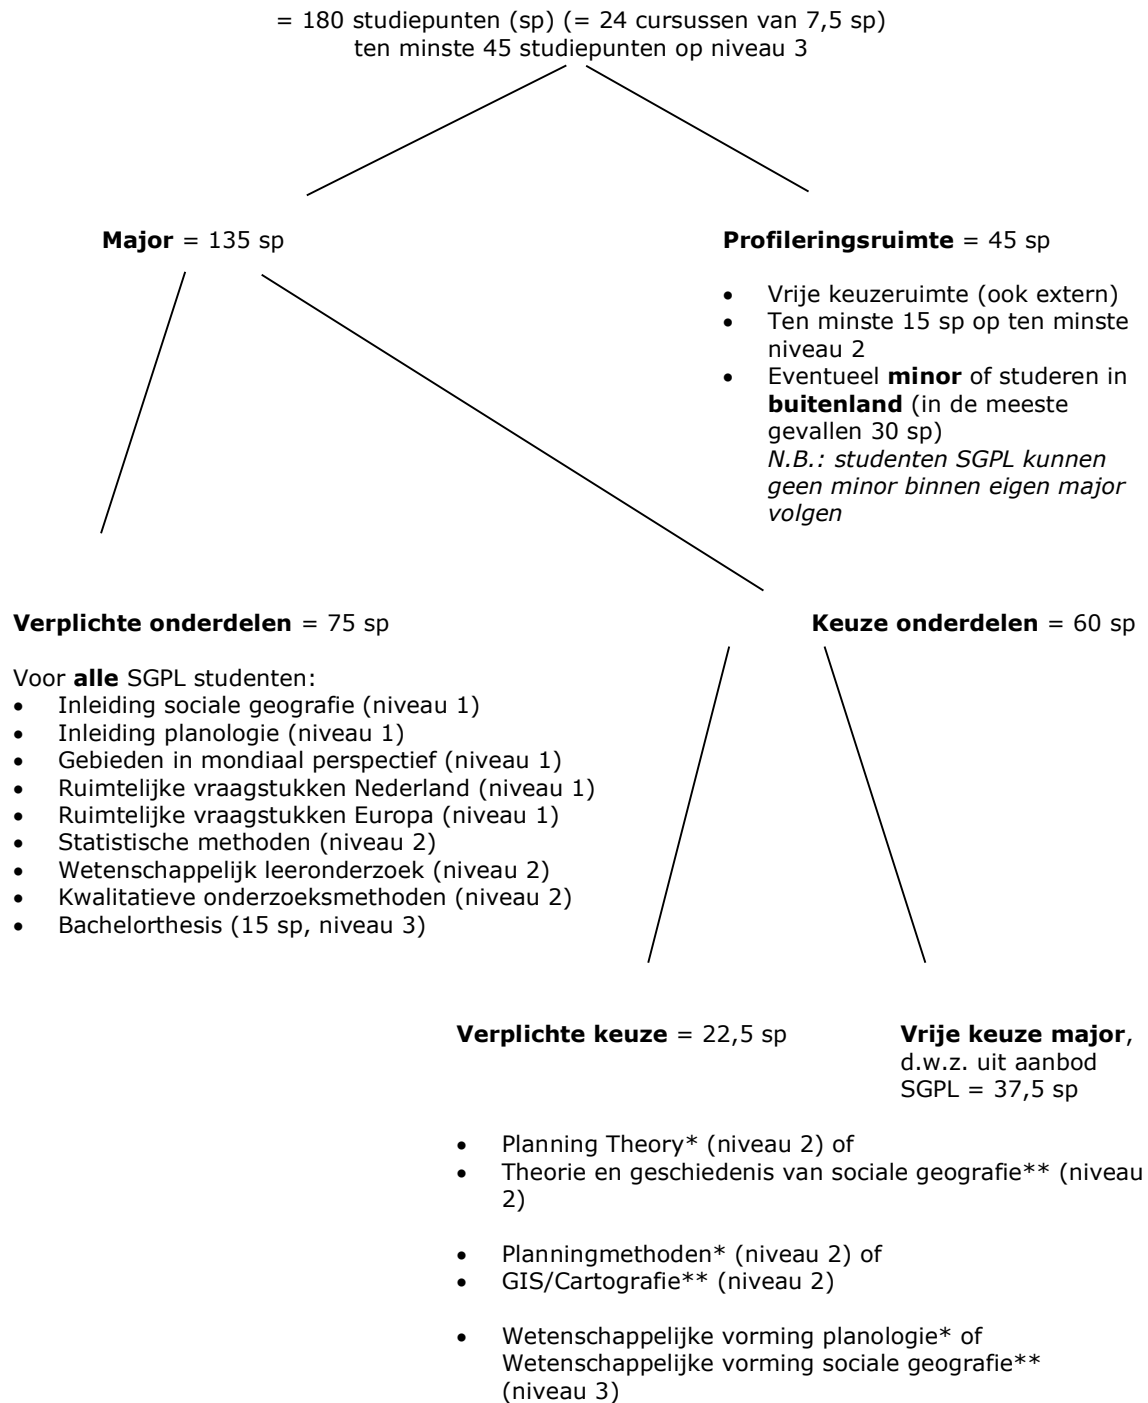 = 180 studiepunten (sp) (= 24 cursussen van 7,5 sp)
ten minste 45 studiepunten op niveau 3
Major = 135 sp
Profileringsruimte = 45 sp
• Vrije keuzeruimte (ook extern)
• Ten minste 15 sp op ten minste
niveau 2
• Eventueel minor of studeren in
buitenland (in de meeste
gevallen 30 sp)
N.B.: studenten SGPL kunnen
geen minor binnen eigen major
volgen
Verplichte onderdelen = 75 sp
Voor alle SGPL studenten:
• Inleiding sociale geografie (niveau 1)
• Inleiding planologie (niveau 1)
• Gebieden in mondiaal perspectief (niveau 1)
• Ruimtelijke vraagstukken Nederland (niveau 1)
• Ruimtelijke vraagstukken Europa (niveau 1)
• Statistische methoden (niveau 2)
• Wetenschappelijk leeronderzoek (niveau 2)
• Kwalitatieve onderzoeksmethoden (niveau 2)
• Bachelorthesis (15 sp, niveau 3)
Keuze onderdelen = 60 sp
Verplichte keuze = 22,5 sp
• Planning Theory* (niveau 2) of
• Theorie en geschiedenis van sociale geografie** (niveau
2)
• Planningmethoden* (niveau 2) of
• GIS/Cartografie** (niveau 2)
• Wetenschappelijke vorming planologie* of
Wetenschappelijke vorming sociale geografie**
(niveau 3)
Vrije keuze major,
d.w.z. uit aanbod
SGPL = 37,5 sp